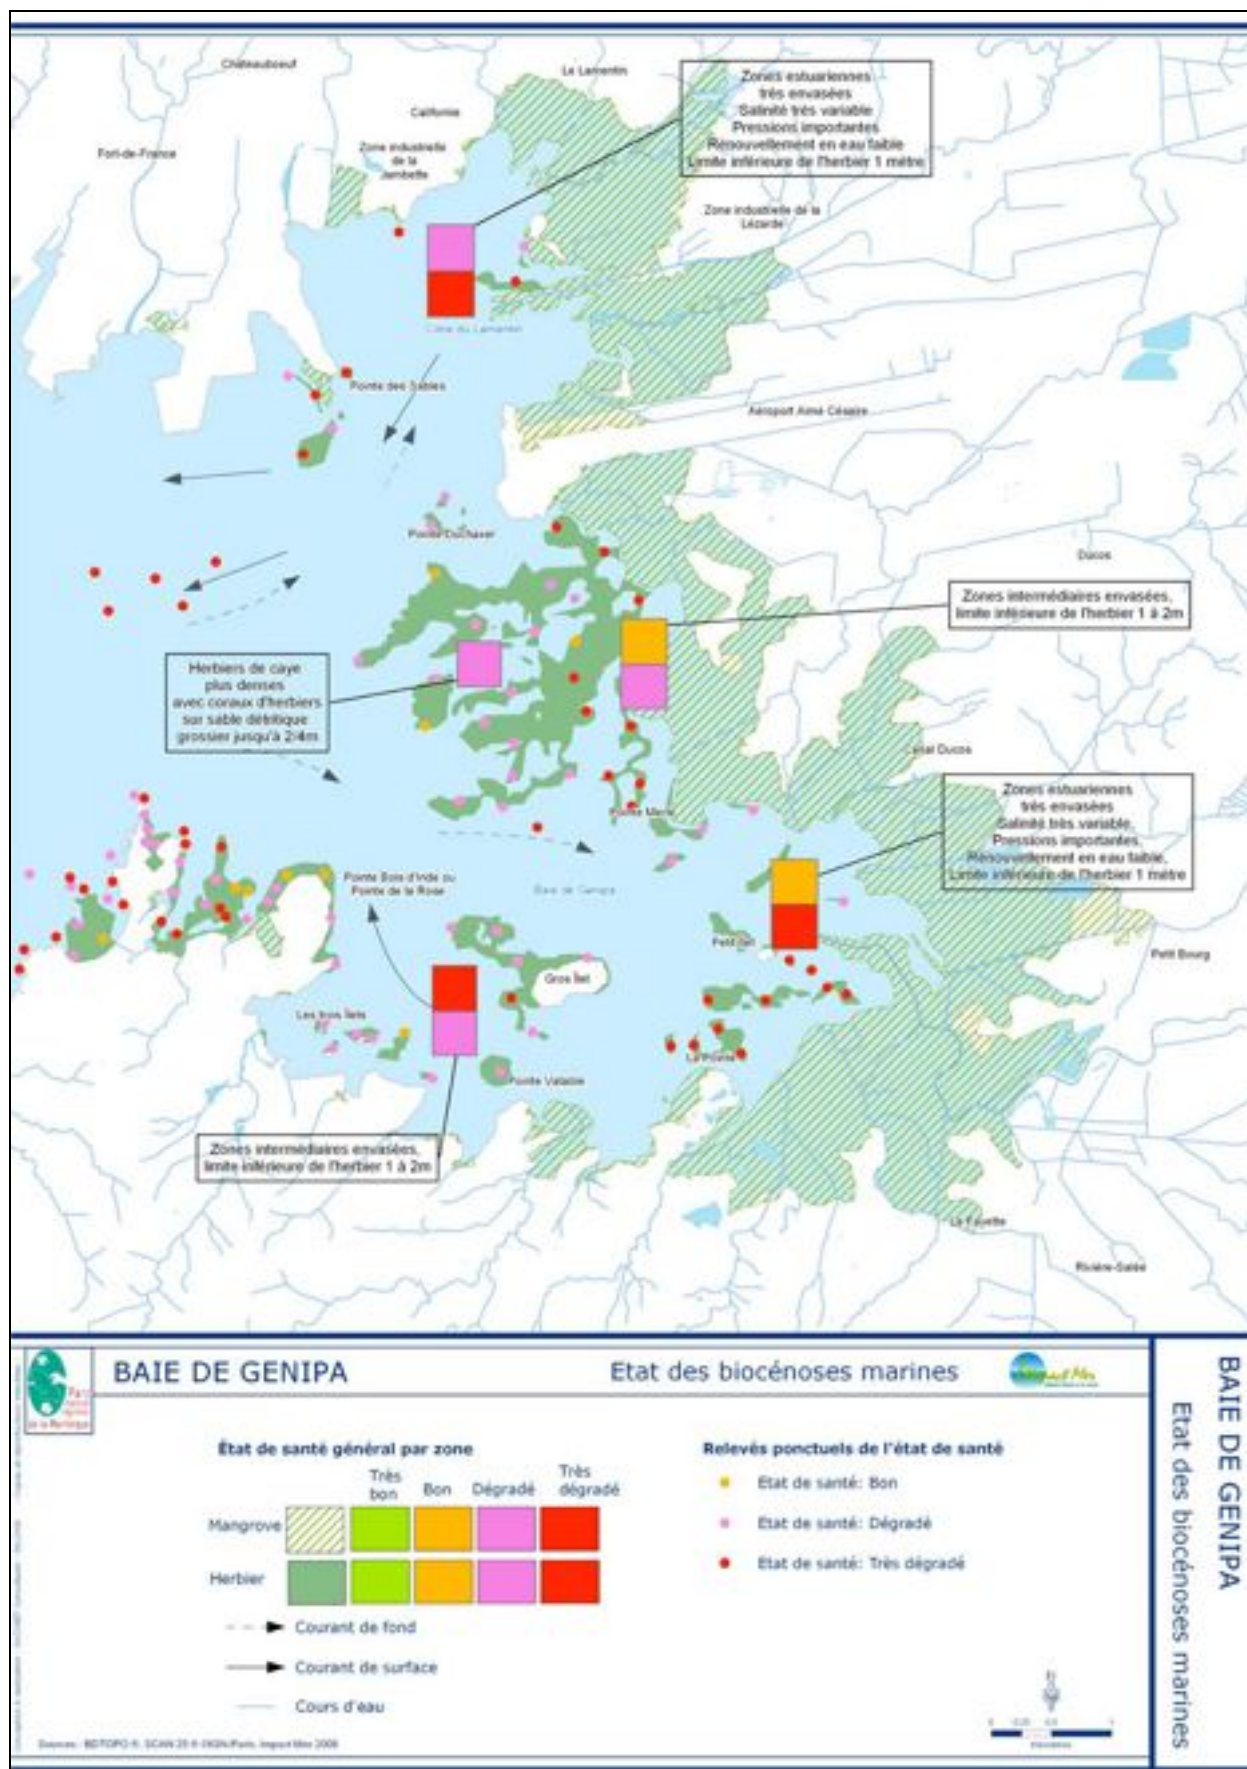 Châteauboeuf
Le Lamentin
Californie
Fort-de-France
Zone industrielle
de la
Jambette
Zones estuariennes
très envasées
Salinité très variable
Pressions importantes
Renouvellement en eau faible
Limite inférieure de l'herbier 1 mètre
Zone industrielle de la
Lézarde
Pointe des Sables
Aéroport Aimé Césaire
Ducos
Zones intermédiaires envasées,
limite inférieure de l'herbier 1 à 2m
Herbiers de caye
plus denses
avec coraux d'herbiers
sur sable détritique
grossier jusqu'à 2/4m
Canal Ducos
Zones estuariennes
très envasées
Salinité très variable,
Pressions importantes,
Renouvellement en eau faible,
Limite inférieure de l'herbier 1 mètre
Pointe Bois d'Inde ou
Pointe de la Rose
Baie de Genipa
Petit Îlet
Petit Bourg
Gros Îlet
Les trois îlets
Pointe Vatable
Zones intermédiaires envasées,
limite inférieure de l'herbier 1 à 2m
La Fayette
Rivière-Salée
BAIE DE GENIPA
Etat des biocénoses marines
État de santé général par zone
Très
bon
Bon
Dégradé
Très
dégradé
Mangrove
Herbier
Courant de fond
Courant de surface
Cours d'eau
Relevés ponctuels de l'état de santé
Etat de santé: Bon
Etat de santé: Dégradé
Etat de santé: Très dégradé
BAIE DE GENIPA
Etat des biocénoses marines